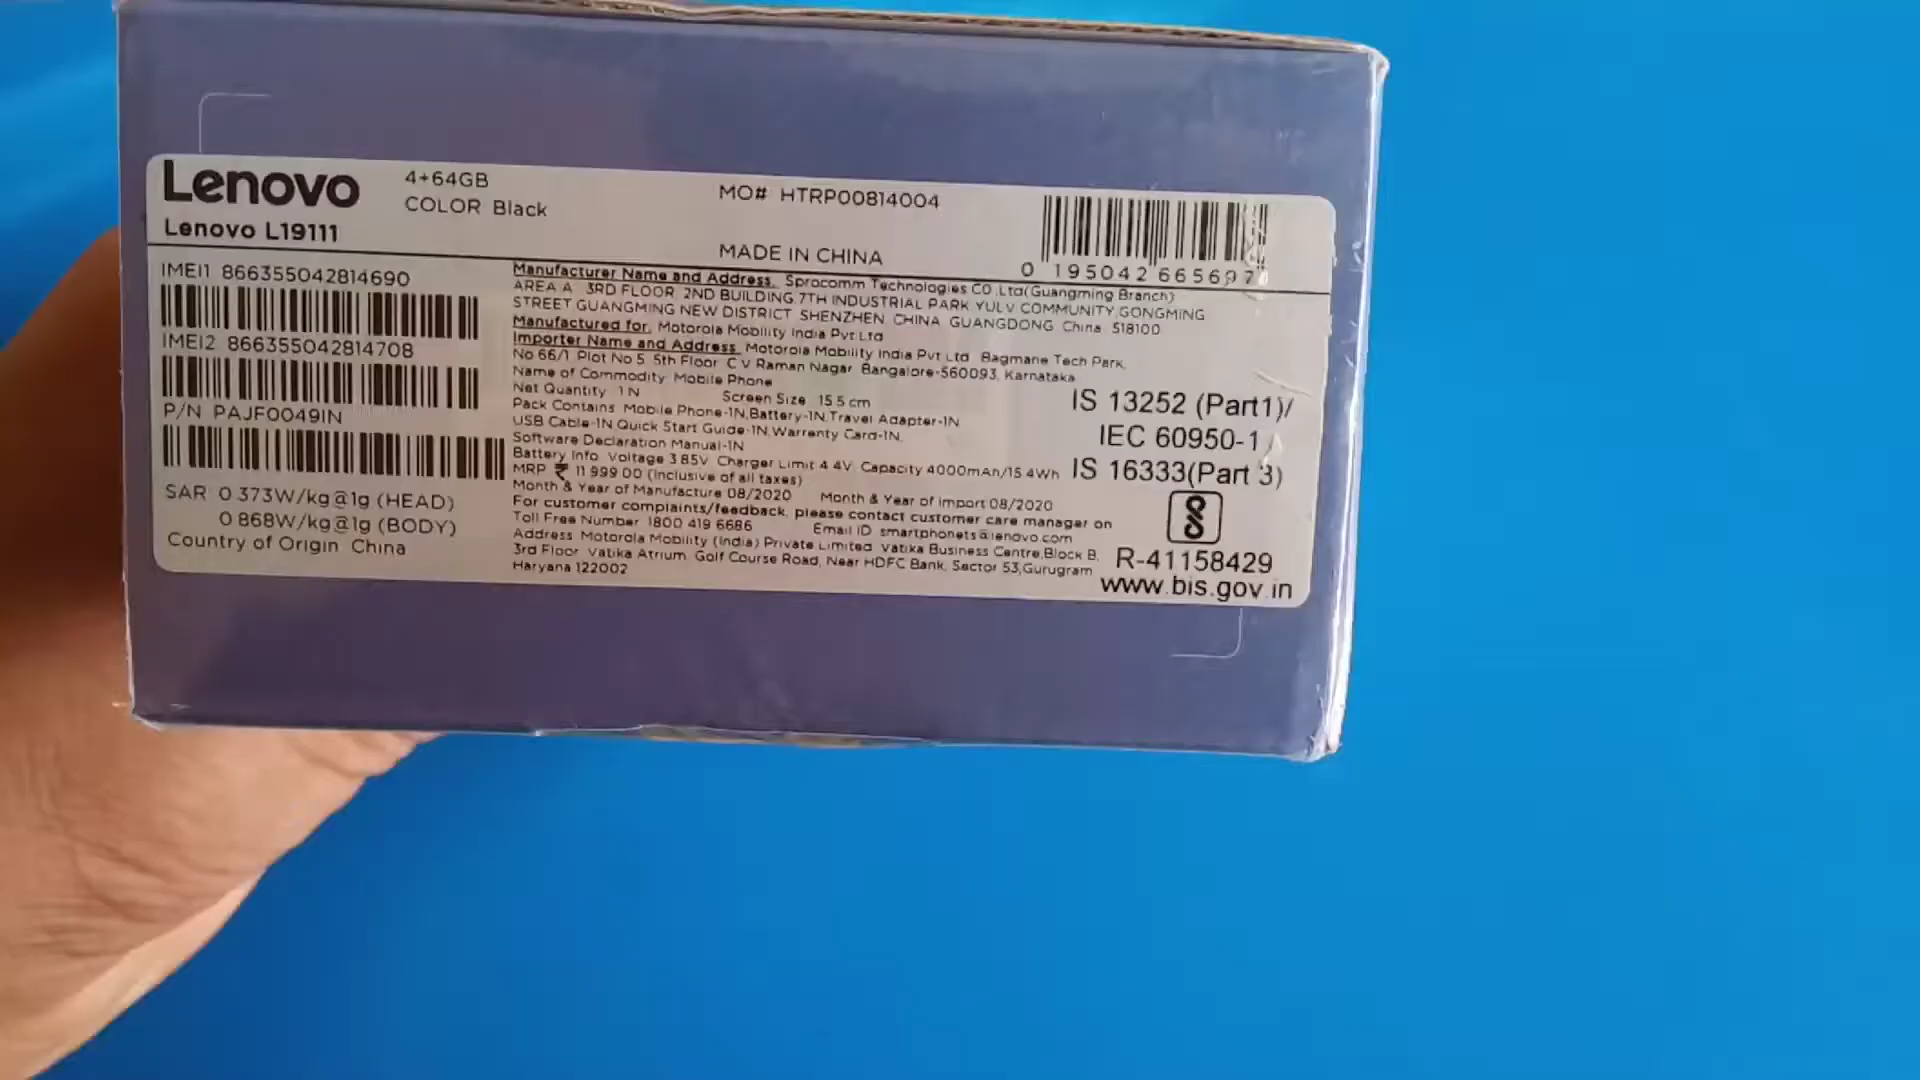 Lenovo
Lenovo L19111
4+64GB
COLOR Black
MO# HTRP00814004
MADE IN CHINA
0 195042 665697
IMEI1 866355042814690
IMEI2 866355042814708
P/N PAJF0049IN
SAR 0.373W/kg@1g (HEAD)
0.868W/kg@1g (BODY)
Country of Origin China
Manufacturer Name and Address. Sprocomm Technologies CO.,Ltd(Guangming Branch)
AREA A 3RD FLOOR, 2ND BUILDING,7TH INDUSTRIAL PARK YULV COMMUNITY,GONGMING
STREET GUANGMING NEW DISTRICT SHENZHEN CHINA GUANGDONG China 518100
Manufactured for. Motorola Mobility India Pvt Ltd
Importer Name and Address. Motorola Mobility India Pvt Ltd Bagmane Tech Park,
No 66/1 Plot No 5 5th Floor C V Raman Nagar Bangalore-560093, Karnataka
Name of Commodity Mobile Phone
Net Quantity 1 N Screen Size 15.5 cm
Pack Contains Mobile Phone-1N,Battery-1N,Travel Adapter-1N
USB Cable-1N Quick Start Guide-1N,Warrenty Card-1N,
Software Declaration Manual-1N
Battery Info Voltage 3.85V Charger Limit 4.4V Capacity 4000mAh/15.4Wh
MRP ₹ 11,999.00 (Inclusive of all taxes)
Month & Year of Manufacture 08/2020 Month & Year of Import 08/2020
For customer complaints/feedback, please contact customer care manager on
Toll Free Number 1800 419 6686 Email ID smartphonets@lenovo.com
Address Motorola Mobility (India) Private Limited Vatika Business Centre,Block B,
3rd Floor Vatika Atrium Golf Course Road, Near HDFC Bank, Sector 53,Gurugram
Haryana 122002
IS 13252 (Part1)/
IEC 60950-1
IS 16333(Part 3)
R-41158429
www.bis.gov.in